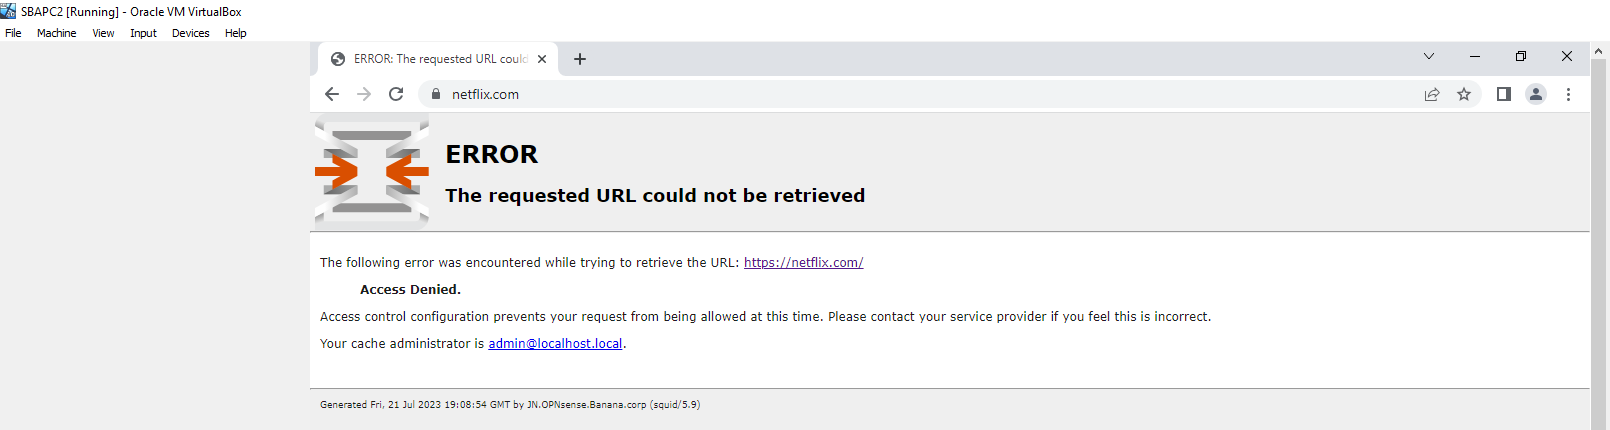 SBAPC2 [Running] - Oracle VM VirtualBox
File Machine View Input Devices Help
ERROR: The requested URL could
netflix.com
ERROR
The requested URL could not be retrieved
The following error was encountered while trying to retrieve the URL: https://netflix.com/
Access Denied.
Access control configuration prevents your request from being allowed at this time. Please contact your service provider if you feel this is incorrect.
Your cache administrator is admin@localhost.local.
Generated Fri, 21 Jul 2023 19:08:54 GMT by JN.OPNsense.Banana.corp (squid/5.9)